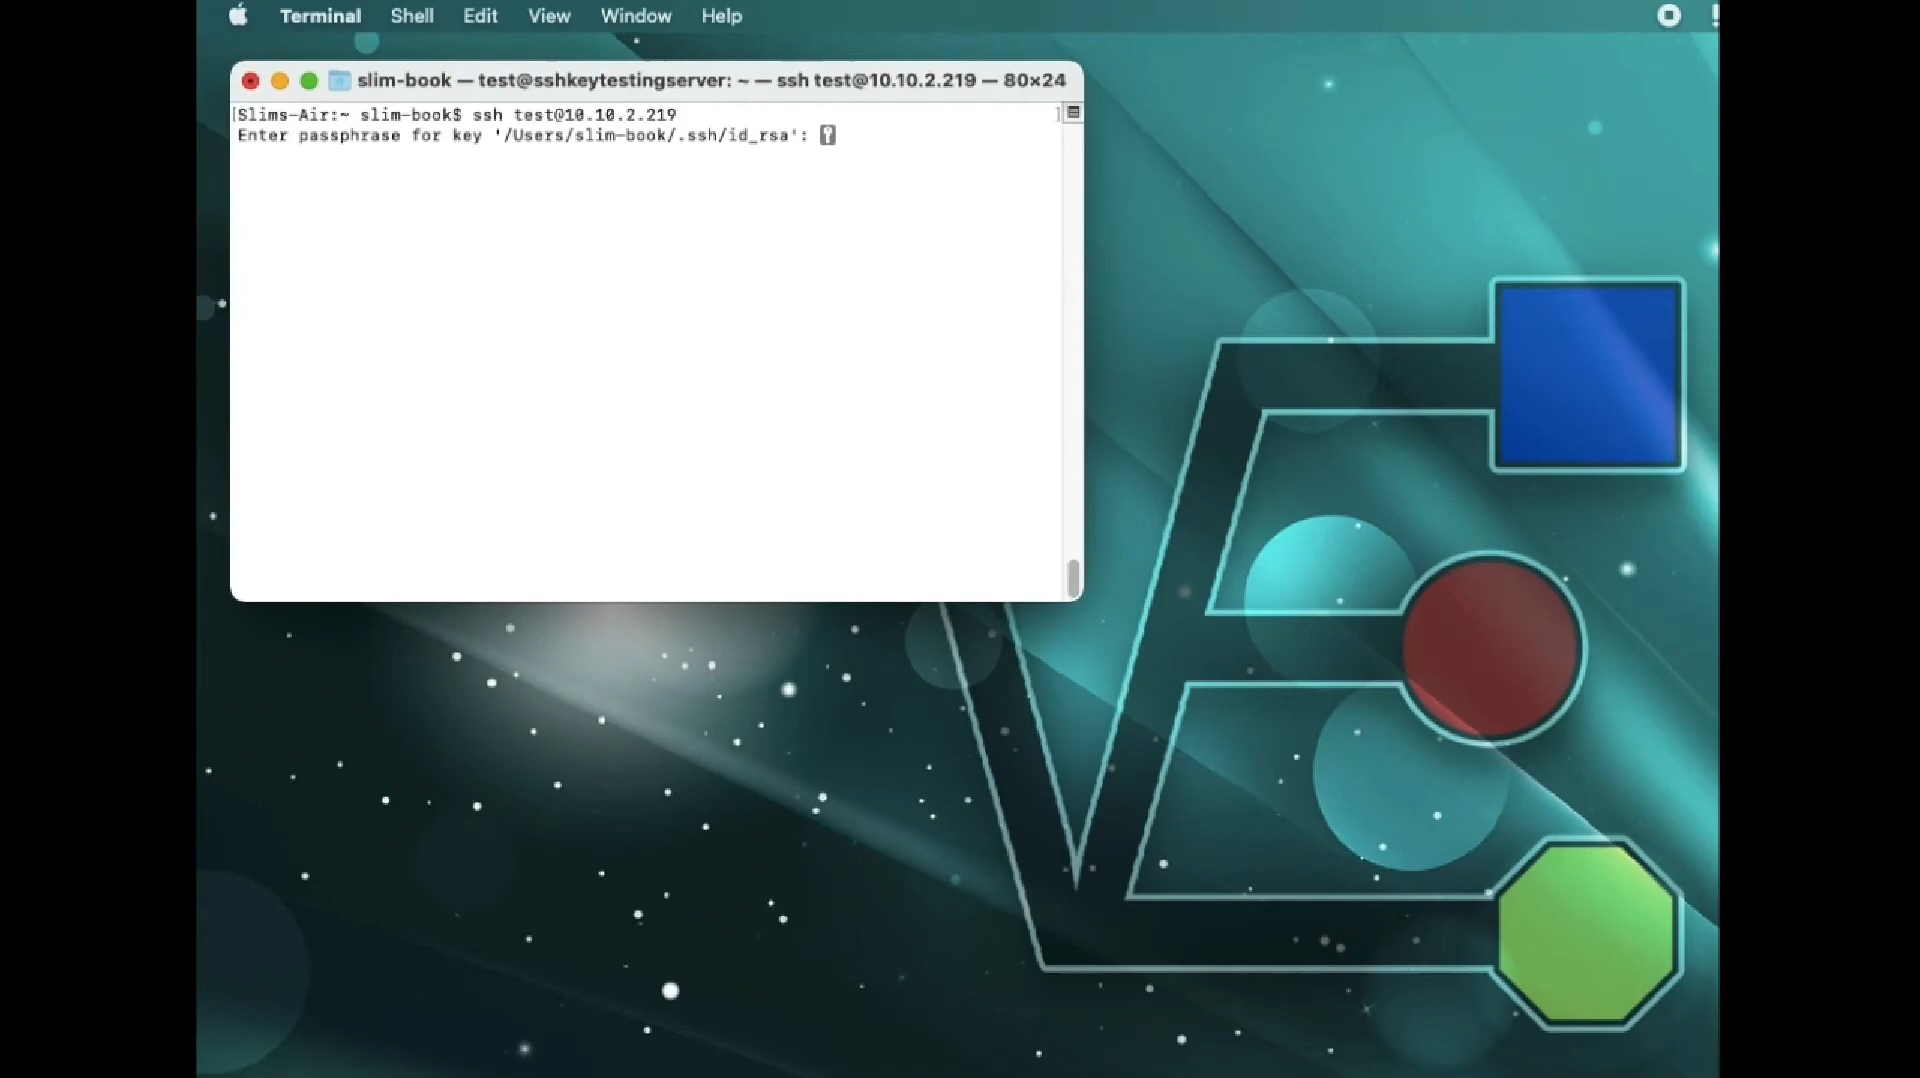 Terminal Shell Edit View Window Help
slim-book — test@sshkeytestingserver: ~ — ssh test@10.10.2.219 — 80×24
[Slims-Air:~ slim-book$ ssh test@10.10.2.219 ]
Enter passphrase for key '/Users/slim-book/.ssh/id_rsa':